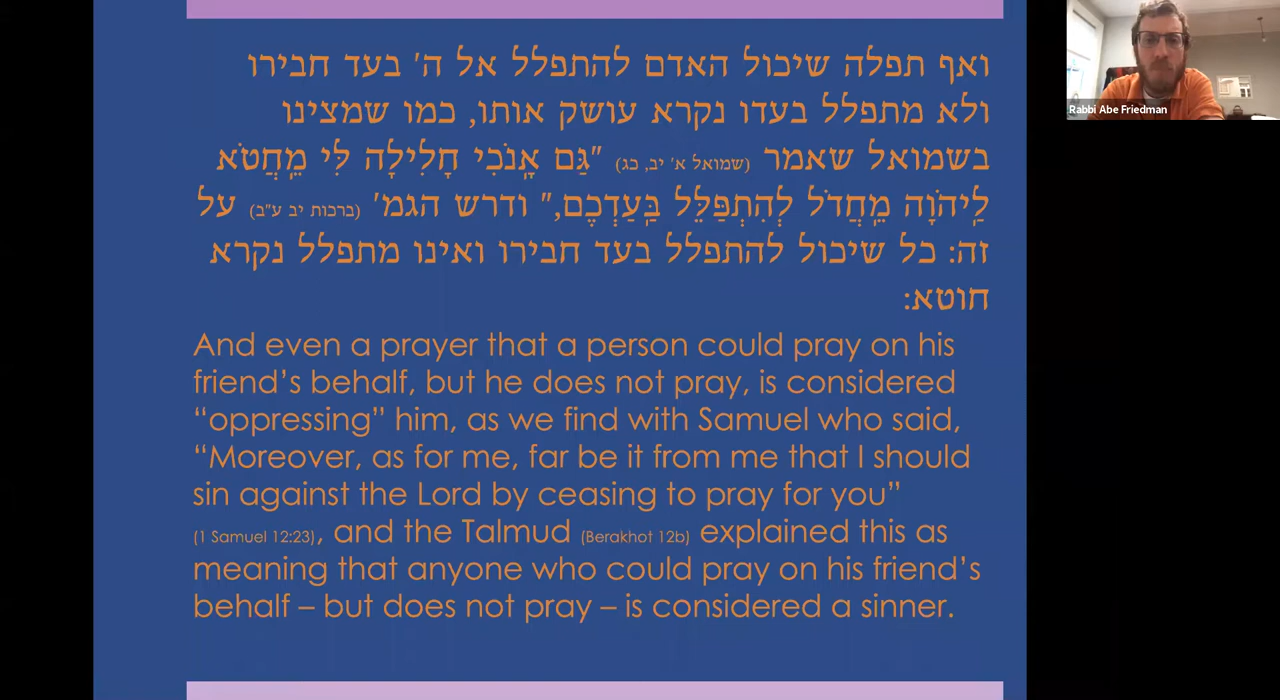 ואף תפלה שיכול האדם להתפלל אל ה' בעד חבירו
ולא מתפלל בעדו נקרא עושק אותו, כמו שמצינו
בשמואל שאמר (שמואל א' יב, כג) "גַּם אָנֹכִי חָלִילָה לִּי מֵחֲטֹא
לַיהוָה מֵחֲדֹל לְהִתְפַּלֵּל בַּעַדְכֶם," ודרש הגמ' (ברכות יב ע"ב) על
זה: כל שיכול להתפלל בעד חבירו ואינו מתפלל נקרא
חוטא:
And even a prayer that a person could pray on his
friend’s behalf, but he does not pray, is considered
“oppressing” him, as we find with Samuel who said,
“Moreover, as for me, far be it from me that I should
sin against the Lord by ceasing to pray for you”
(1 Samuel 12:23), and the Talmud (Berakhot 12b) explained this as
meaning that anyone who could pray on his friend’s
behalf – but does not pray – is considered a sinner.
Rabbi Abe Friedman